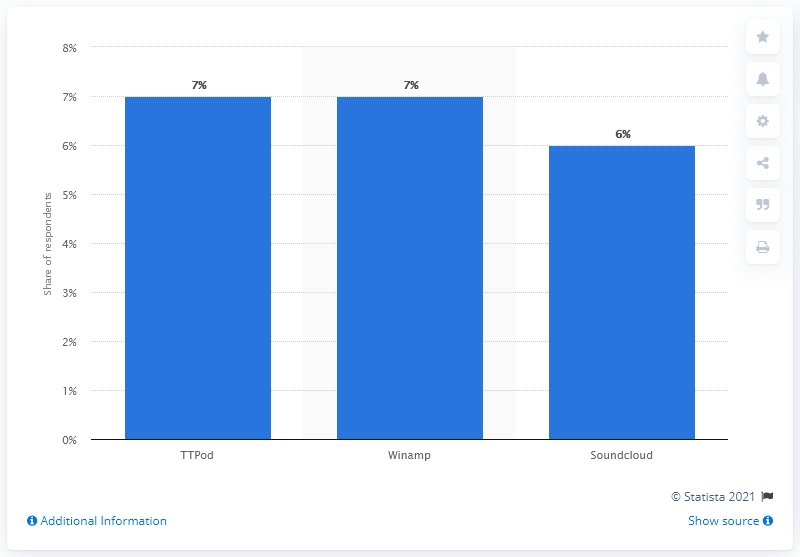 8%
7%
6%
5%
4%
3%
2%
1%
0%
Share of respondents
7%
7%
6%
TTPod
Winamp
Soundcloud
© Statista 2021
Additional Information
Show source